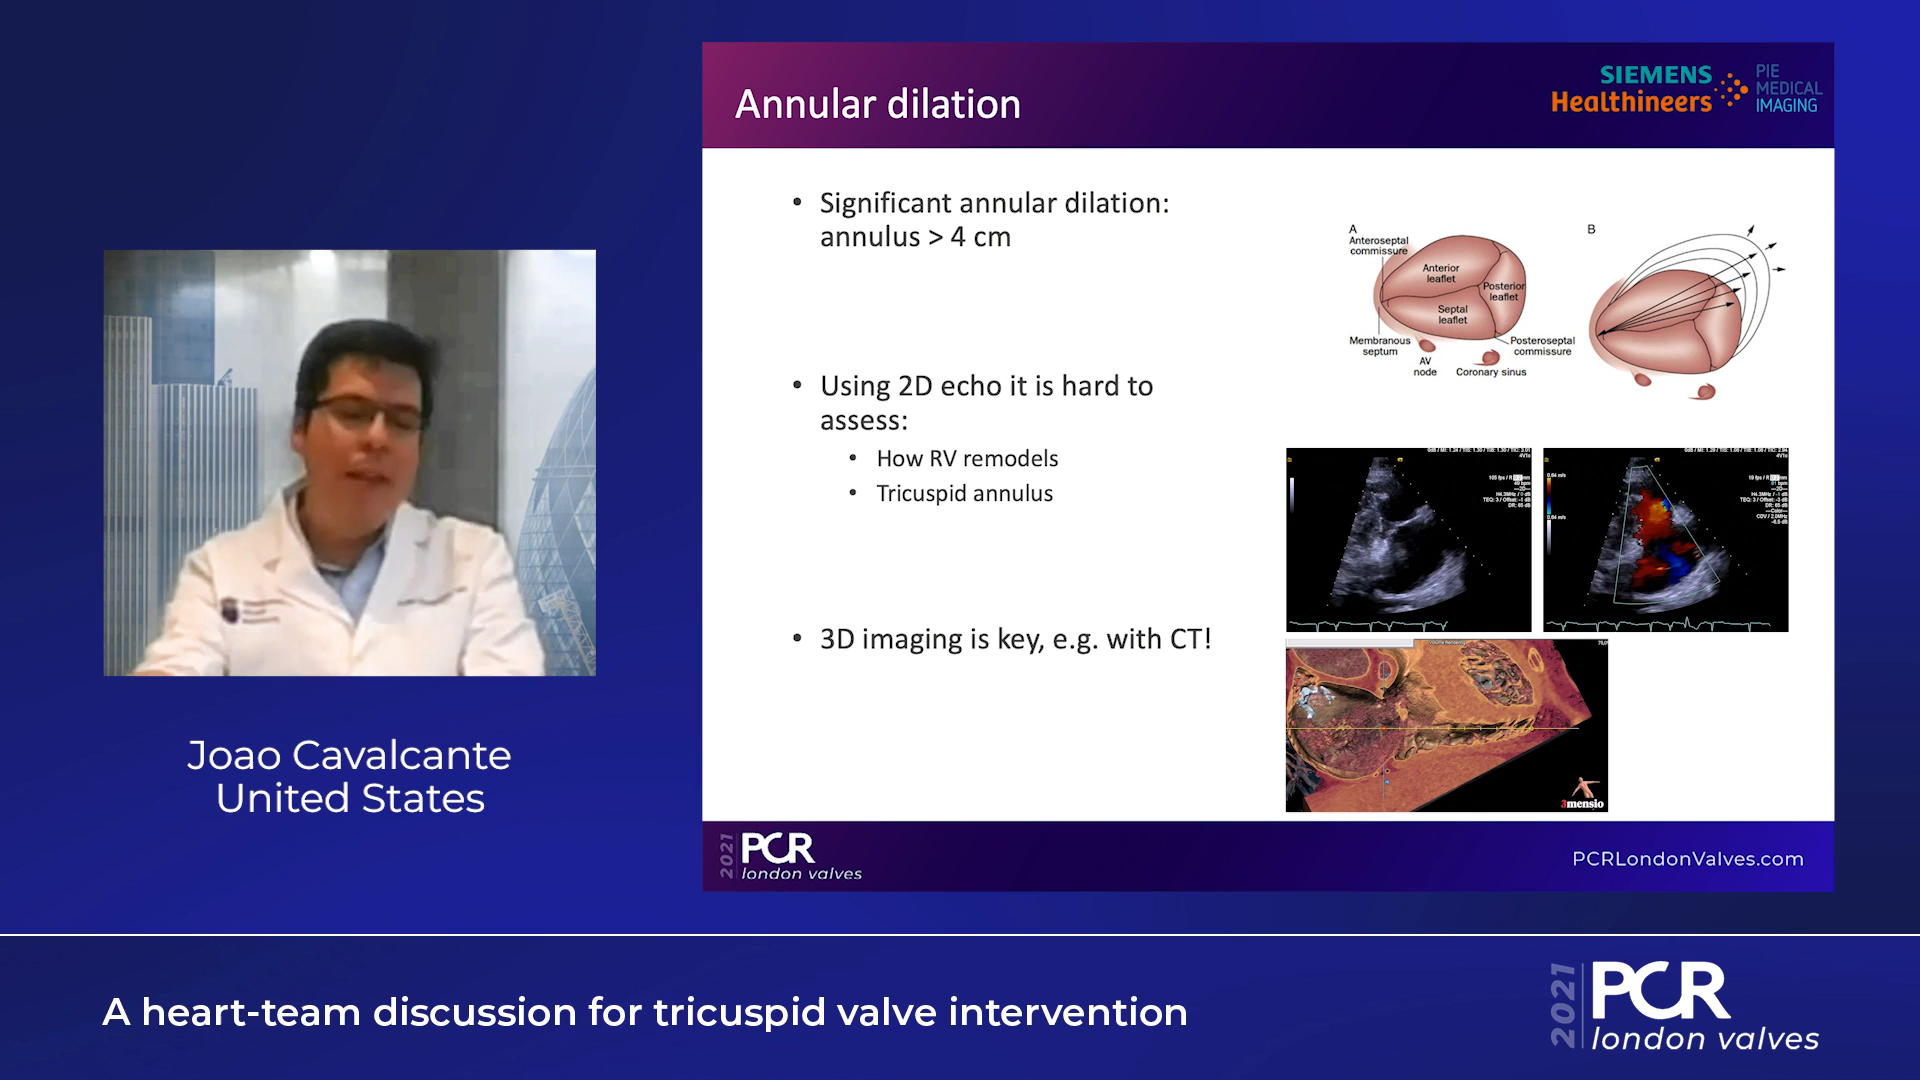 Annular dilation
SIEMENS
Healthineers
PIE
MEDICAL
IMAGING
• Significant annular dilation:
annulus > 4 cm
• Using 2D echo it is hard to
assess:
• How RV remodels
• Tricuspid annulus
• 3D imaging is key, e.g. with CT!
A
Anteroseptal
commissure
Anterior
leaflet
Posterior
leaflet
Septal
leaflet
Membranous
septum
AV
node
Posteroseptal
commissure
Coronary sinus
B
Volume Rendering
3mensio
2021
PCR
london valves
PCRLondonValves.com
Joao Cavalcante
United States
A heart-team discussion for tricuspid valve intervention
2021
PCR
london valves